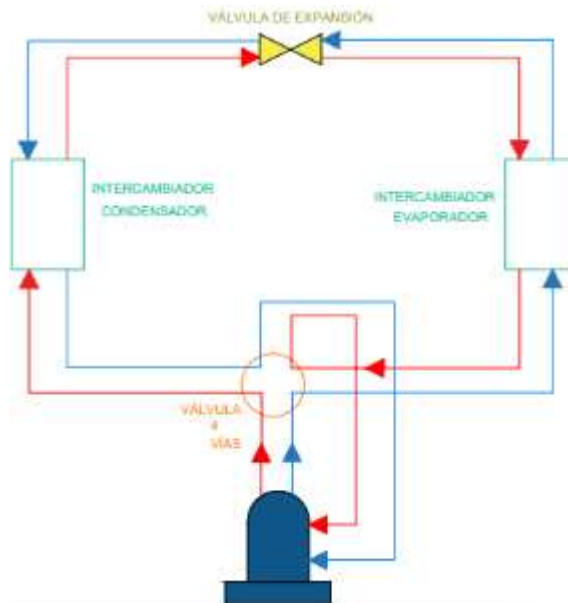 VÁLVULA DE EXPANSIÓN
INTERCAMBIADOR
CONDENSADOR
INTERCAMBIADOR
EVAPORADOR
VÁLVULA
4
VÍAS